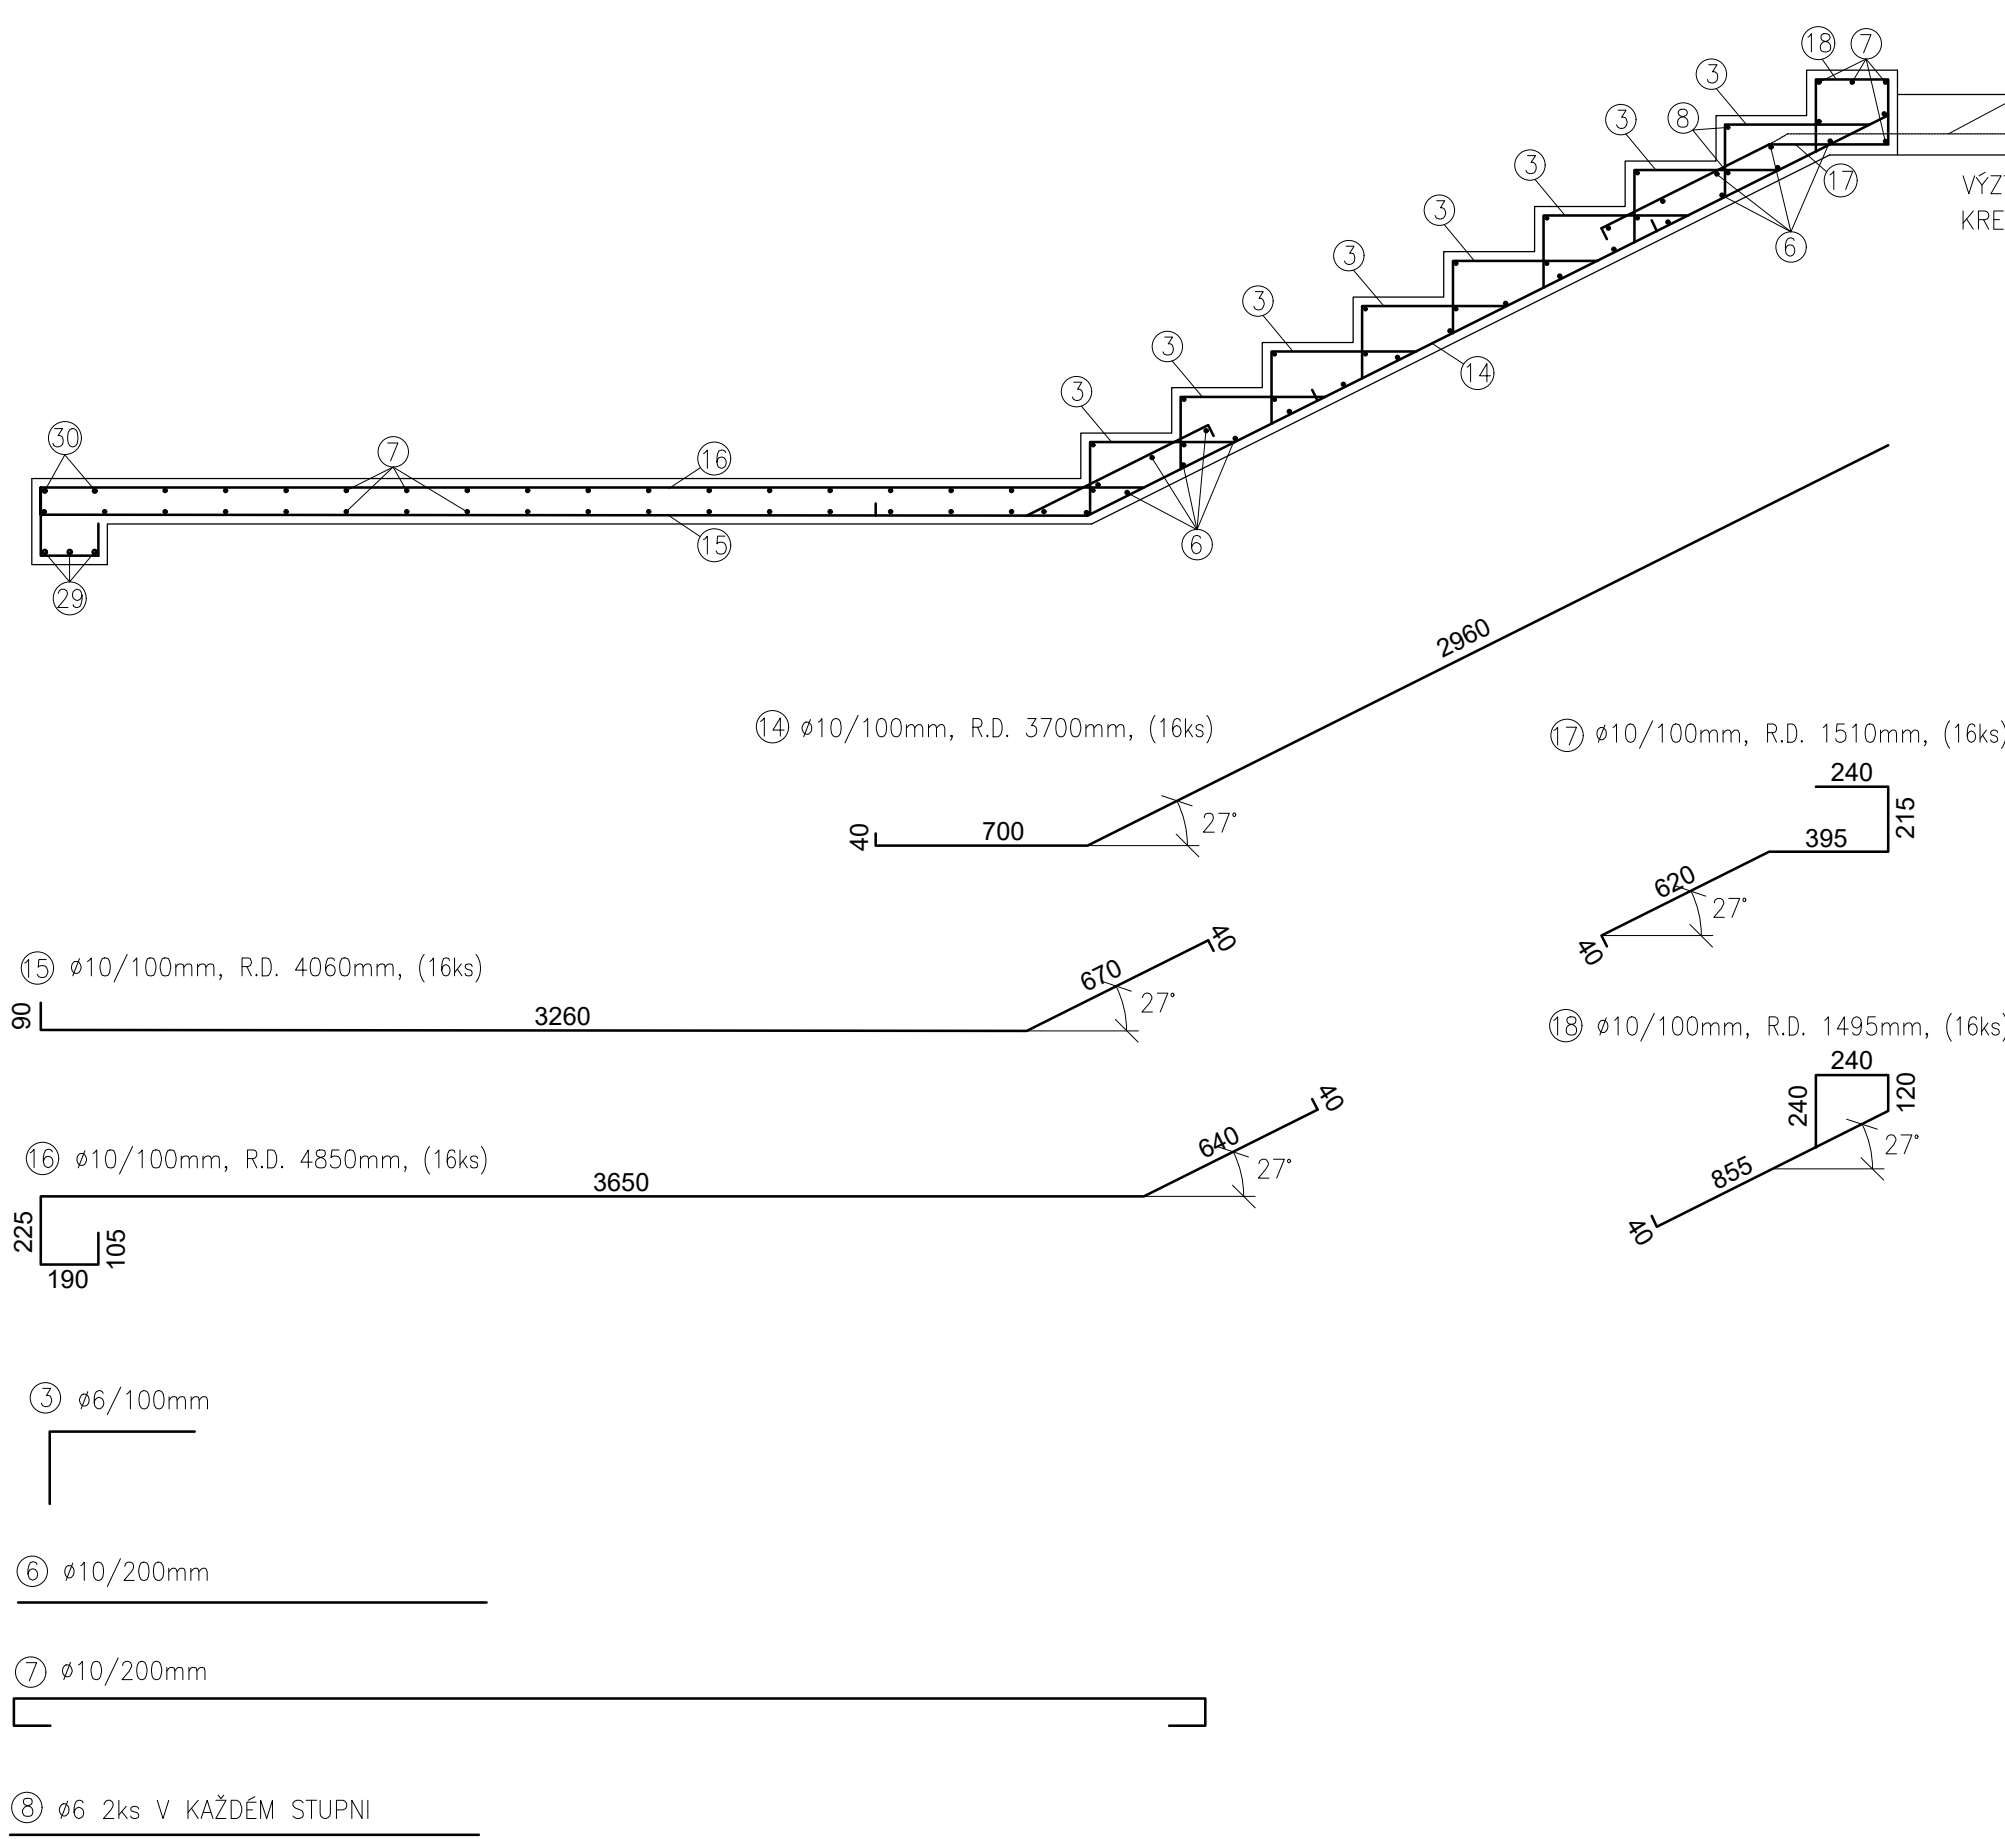 18 7
3
3 8
3 17
VÝZ
3
KRE
3
6
3
3
3 14
3
30 7 16
15 6
29
2960
14 ø10/100mm, R.D. 3700mm, (16ks)
17 ø10/100mm, R.D. 1510mm, (16ks)
240
215
40 700 27°
395
620 27°
40
15 ø10/100mm, R.D. 4060mm, (16ks)
40
670 27°
90 3260
18 ø10/100mm, R.D. 1495mm, (16ks)
240
240 120
27°
855
40
16 ø10/100mm, R.D. 4850mm, (16ks)
40
640 27°
3650
225 105
190
3 ø6/100mm
6 ø10/200mm
7 ø10/200mm
8 ø6 2ks V KAŽDÉM STUPNI